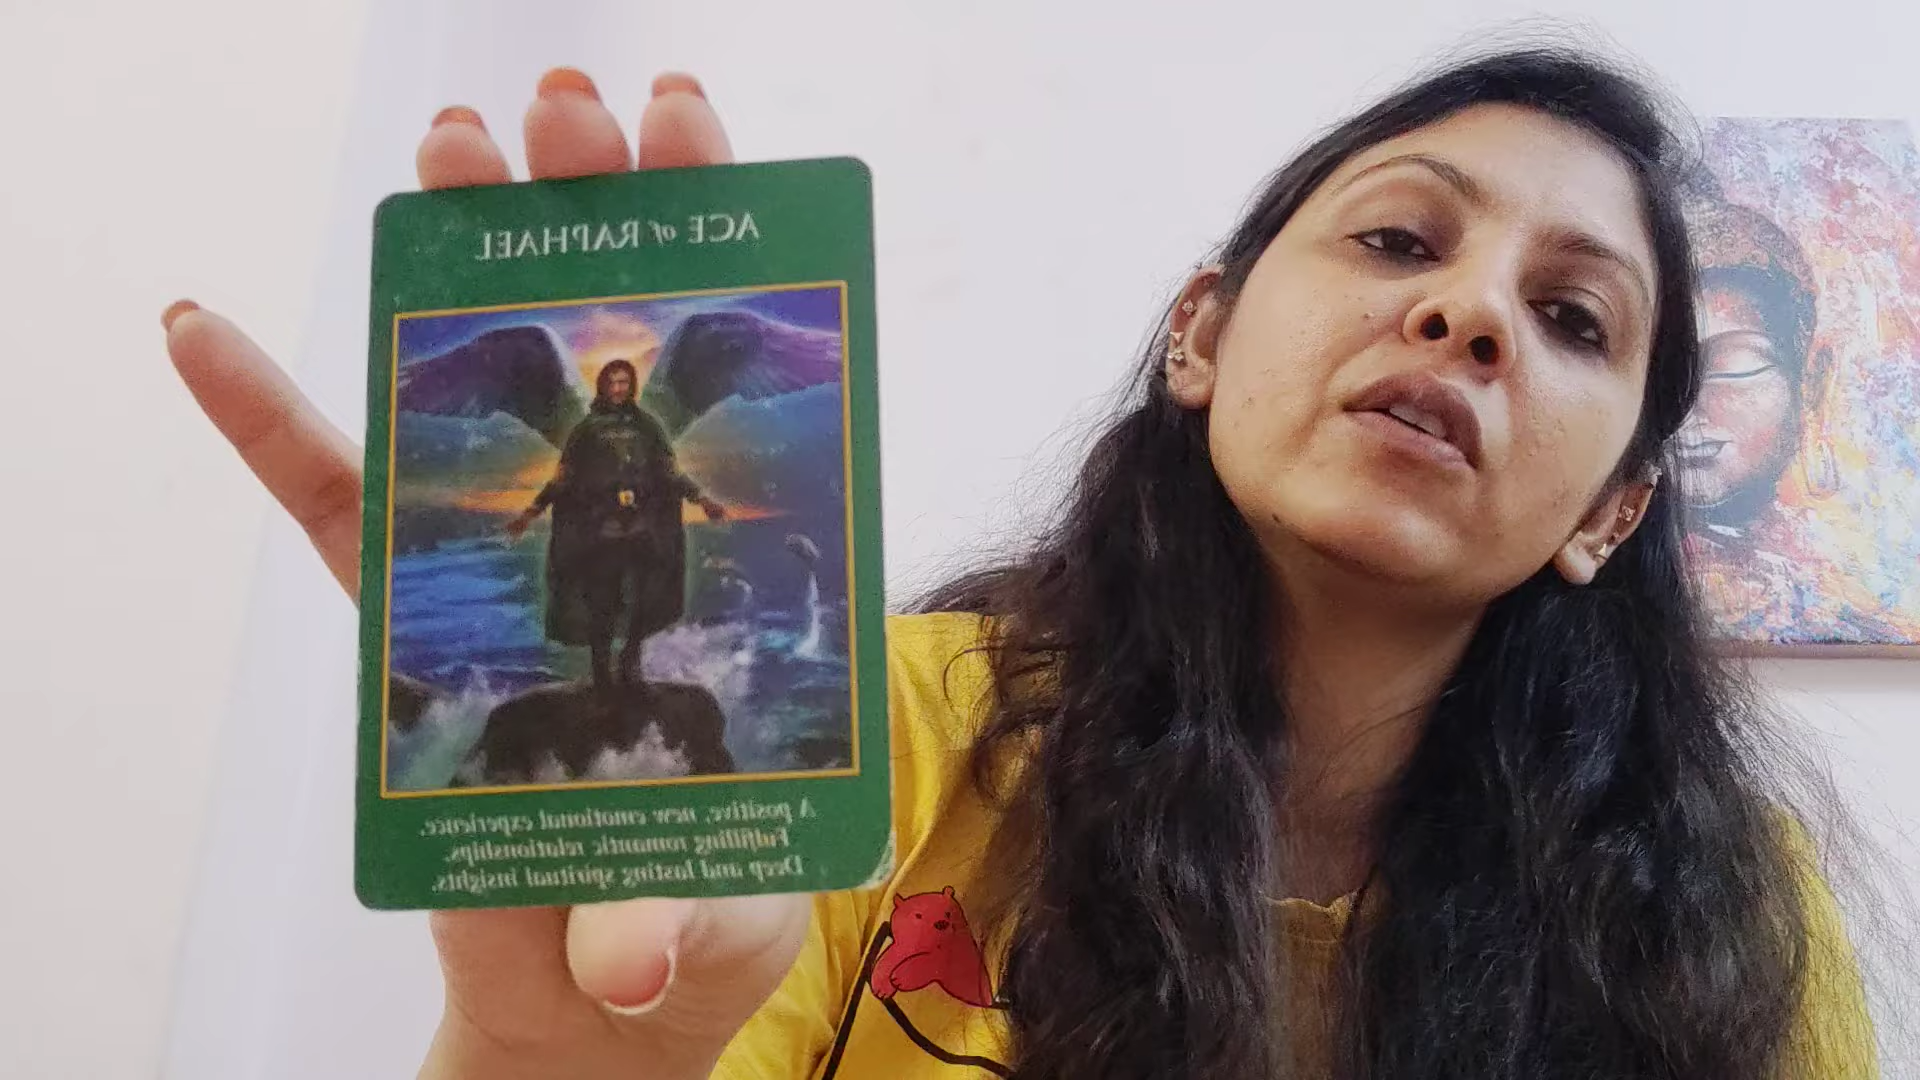 ACE of RAPHAEL
A positive, new emotional experience.
Fulfilling romantic relationships.
Deep and lasting spiritual insights.